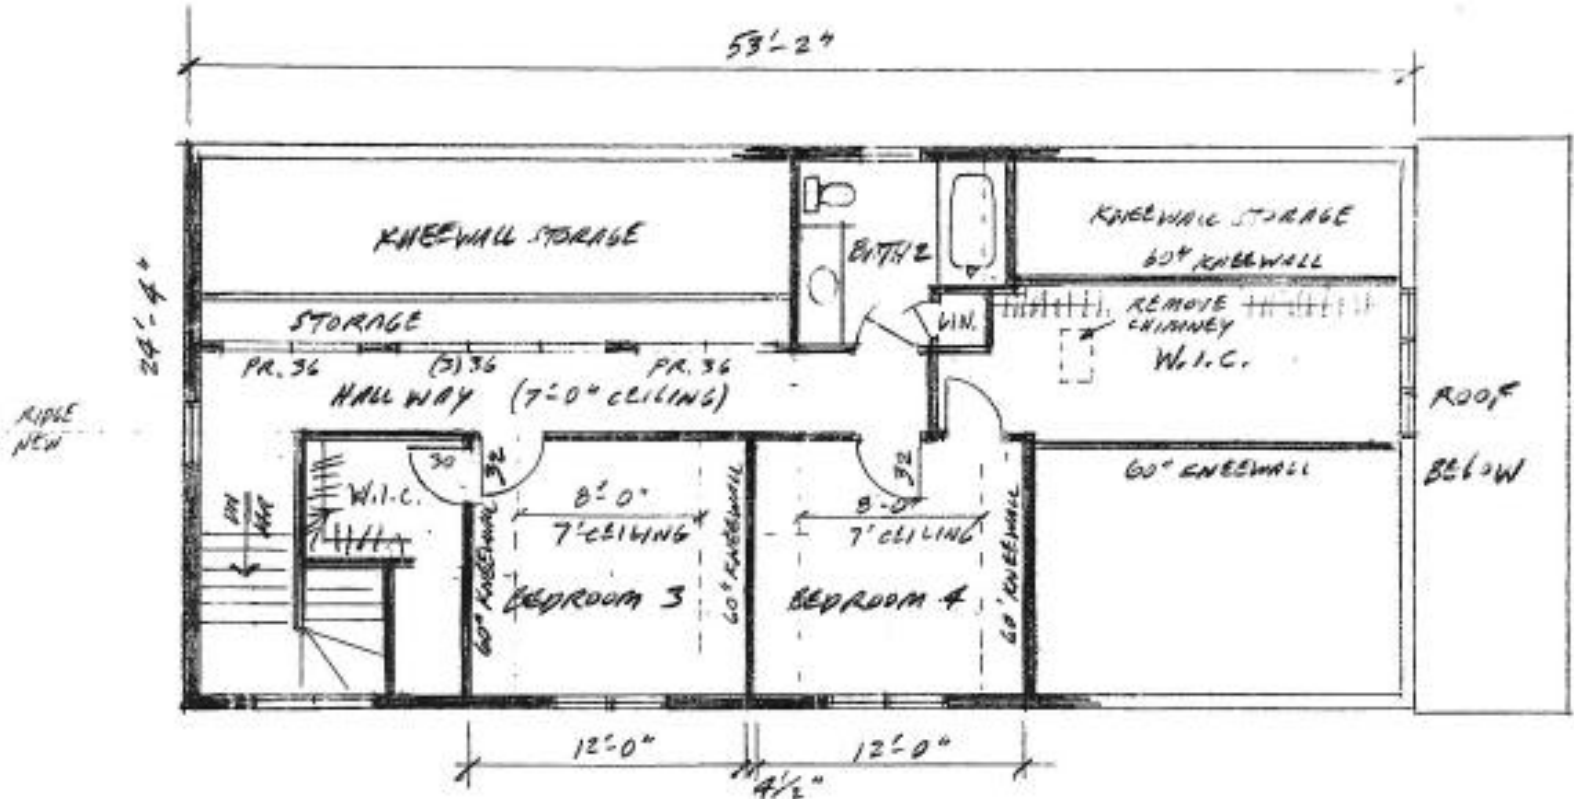 53'-2"
KNEEWALL STORAGE
BATH 2
KNEEWALL STORAGE
60" KNEEWALL
24'-4"
STORAGE
LIN.
REMOVE
CHIMNEY
W.I.C.
PR. 36
(3) 36
PR. 36
HALLWAY (7'-0" CEILING)
ROOF
BELOW
RIDGE
NEW
30
32
32
60" KNEEWALL
W.I.C.
DN
8'-0"
7' CEILING
8'-0"
7' CEILING
60" KNEEWALL
60" KNEEWALL
60" KNEEWALL
BEDROOM 3
BEDROOM 4
12'-0"
12'-0"
4 1/2"